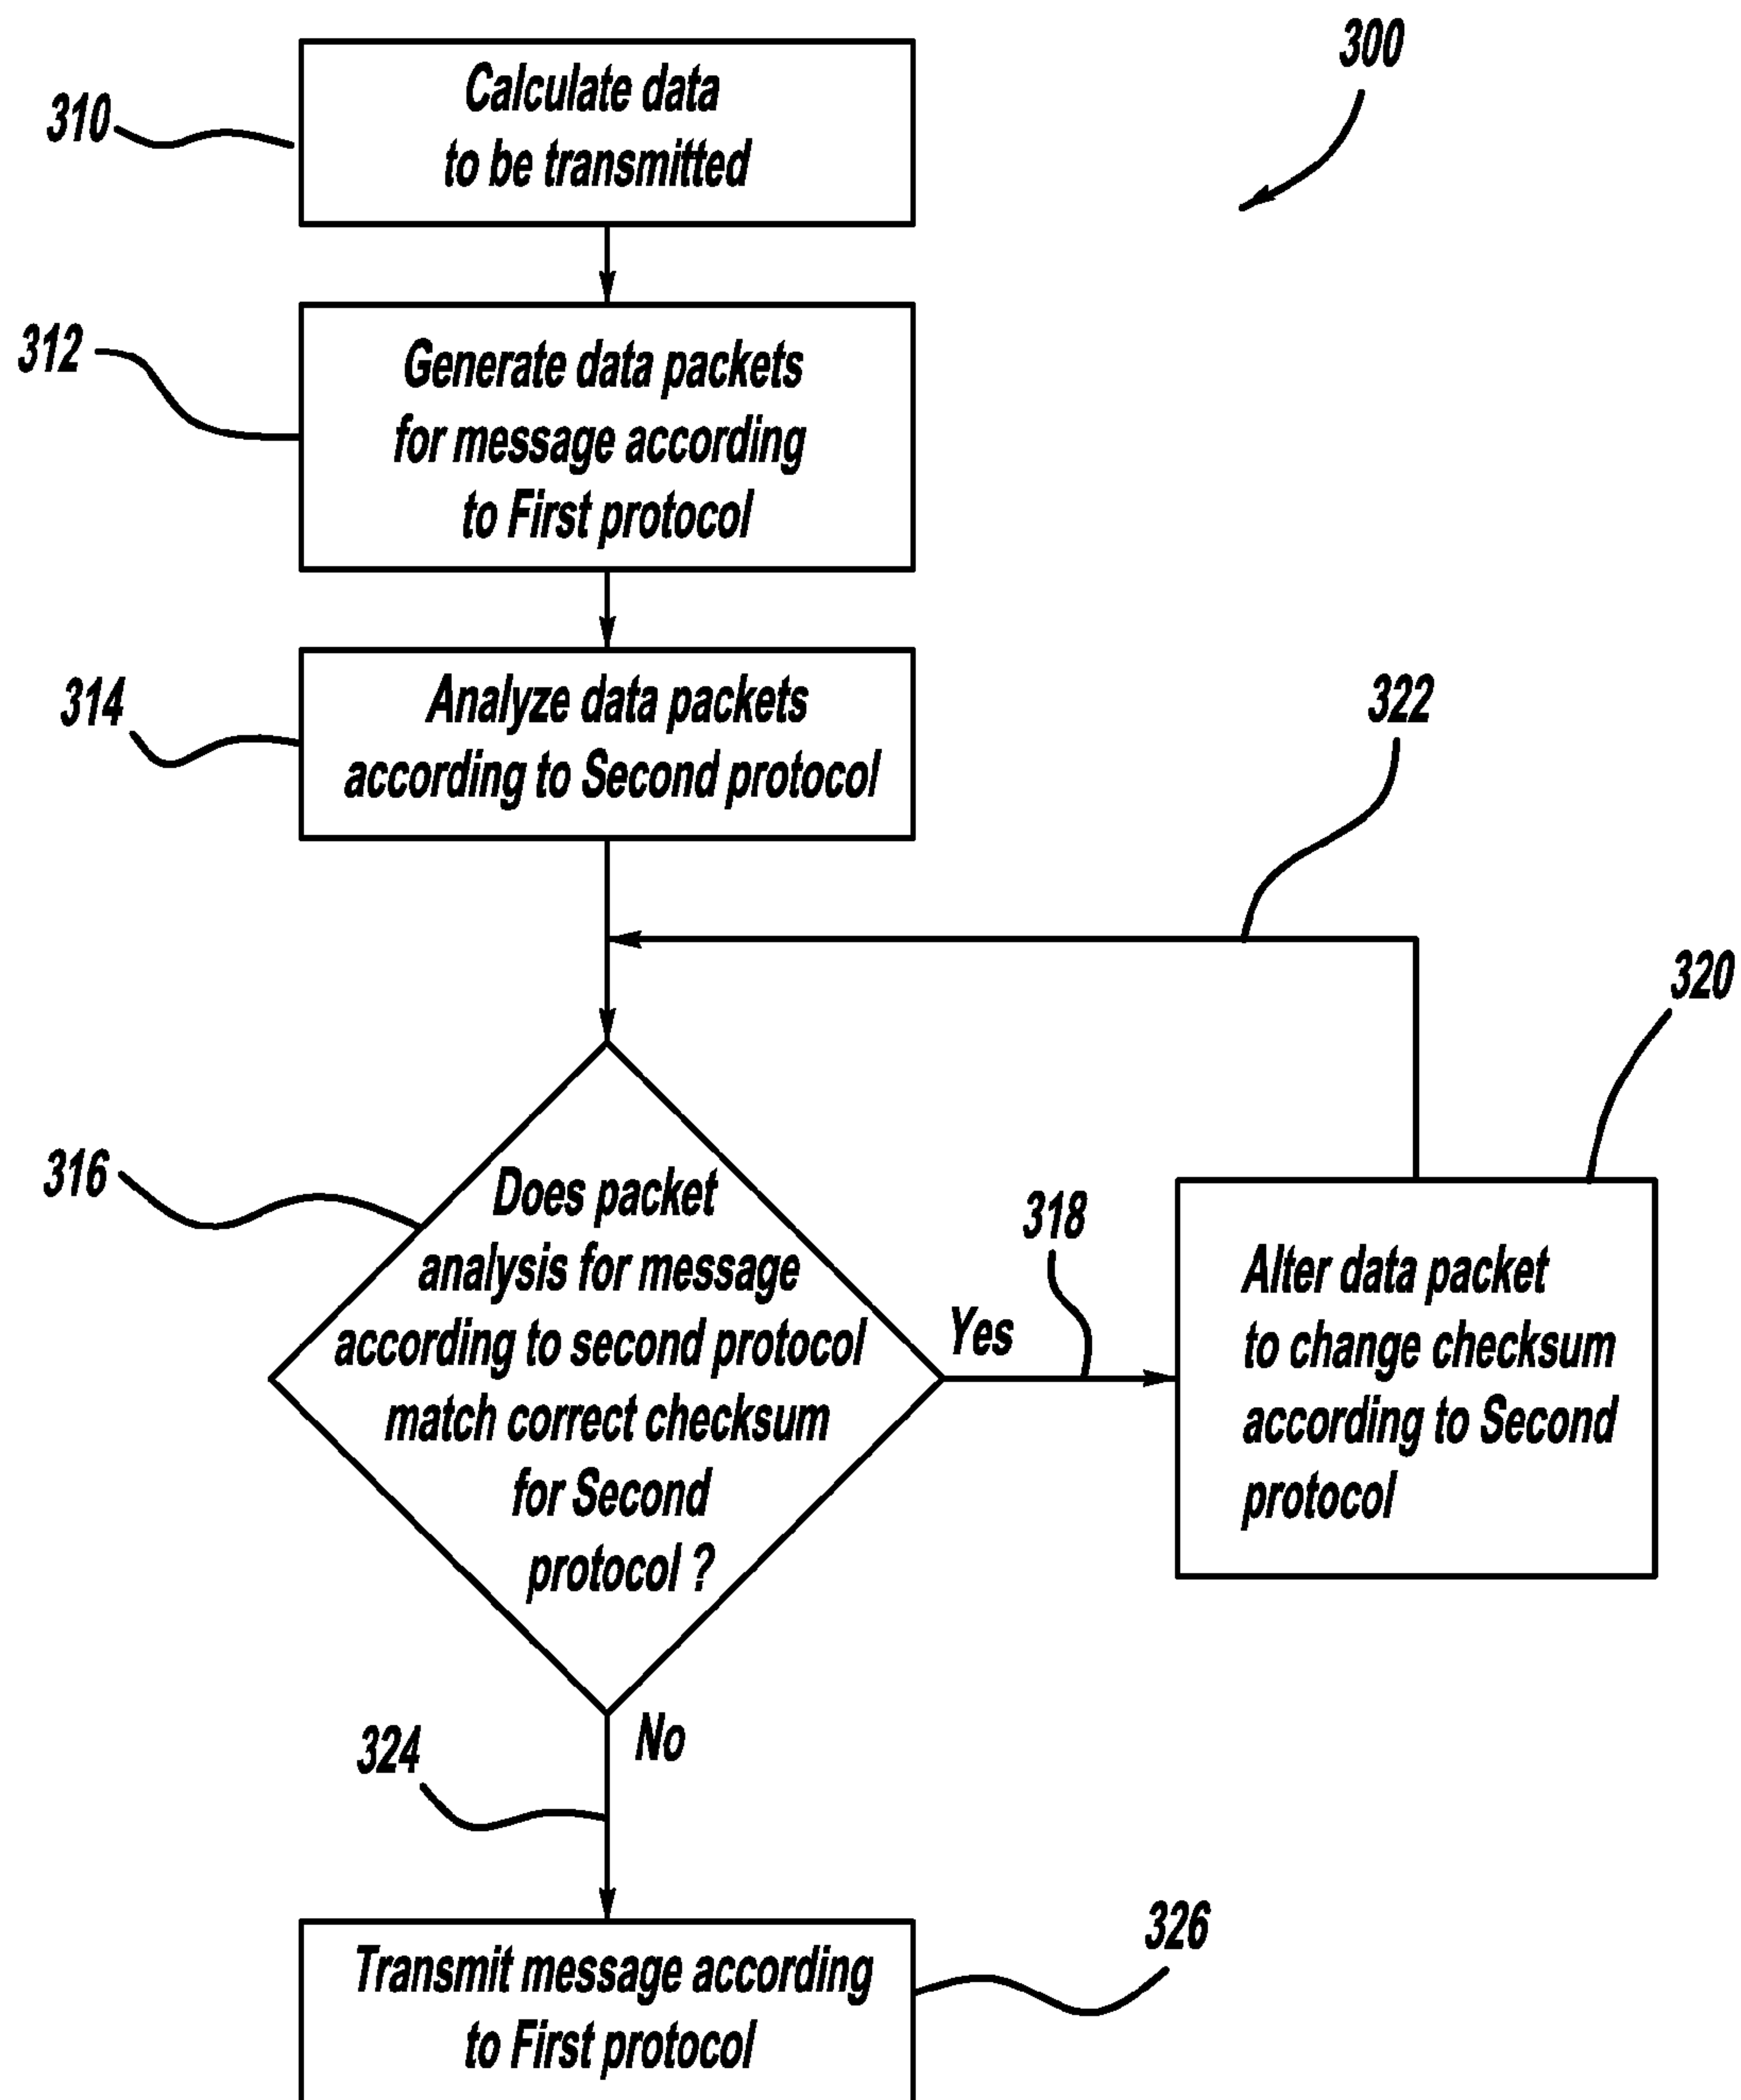 300
310
Calculate data
to be transmitted
312
Generate data packets
for message according
to First protocol
314
Analyze data packets
according to Second protocol
322
320
316
Does packet
analysis for message
according to second protocol
match correct checksum
for Second
protocol ?
318
Yes
Alter data packet
to change checksum
according to Second
protocol
324
No
326
Transmit message according
to First protocol